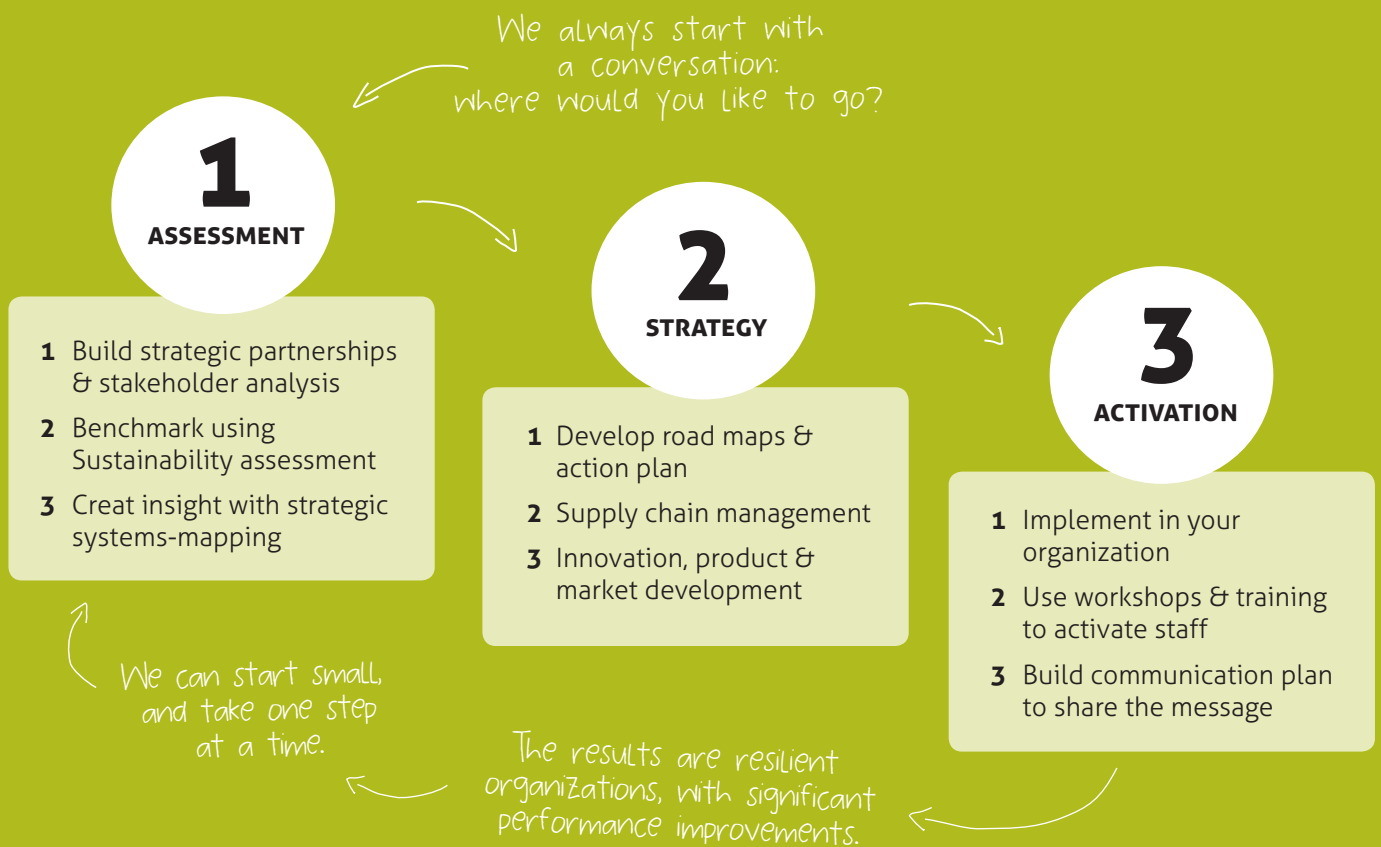 We always start with
a conversation:
where would you like to go?
1
ASSESSMENT
1 Build strategic partnerships
& stakeholder analysis
2 Benchmark using
Sustainability assessment
3 Creat insight with strategic
systems-mapping
2
STRATEGY
1 Develop road maps &
action plan
2 Supply chain management
3 Innovation, product &
market development
3
ACTIVATION
1 Implement in your
organization
2 Use workshops & training
to activate staff
3 Build communication plan
to share the message
The results are resilient
organizations, with significant
performance improvements.
We can start small,
and take one step
at a time.